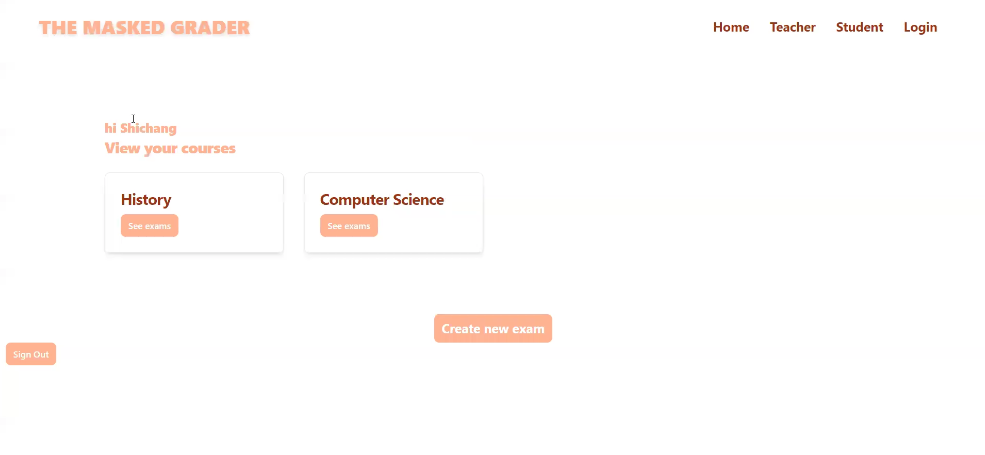 THE MASKED GRADER
Home Teacher Student Login
hi Shichang
View your courses
History
See exams
Computer Science
See exams
Create new exam
Sign Out